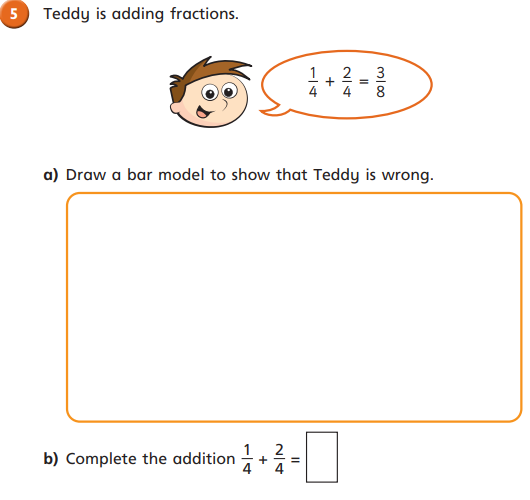 5 Teddy is adding fractions.
1/4 + 2/4 = 3/8
a) Draw a bar model to show that Teddy is wrong.
b) Complete the addition 1/4 + 2/4 =